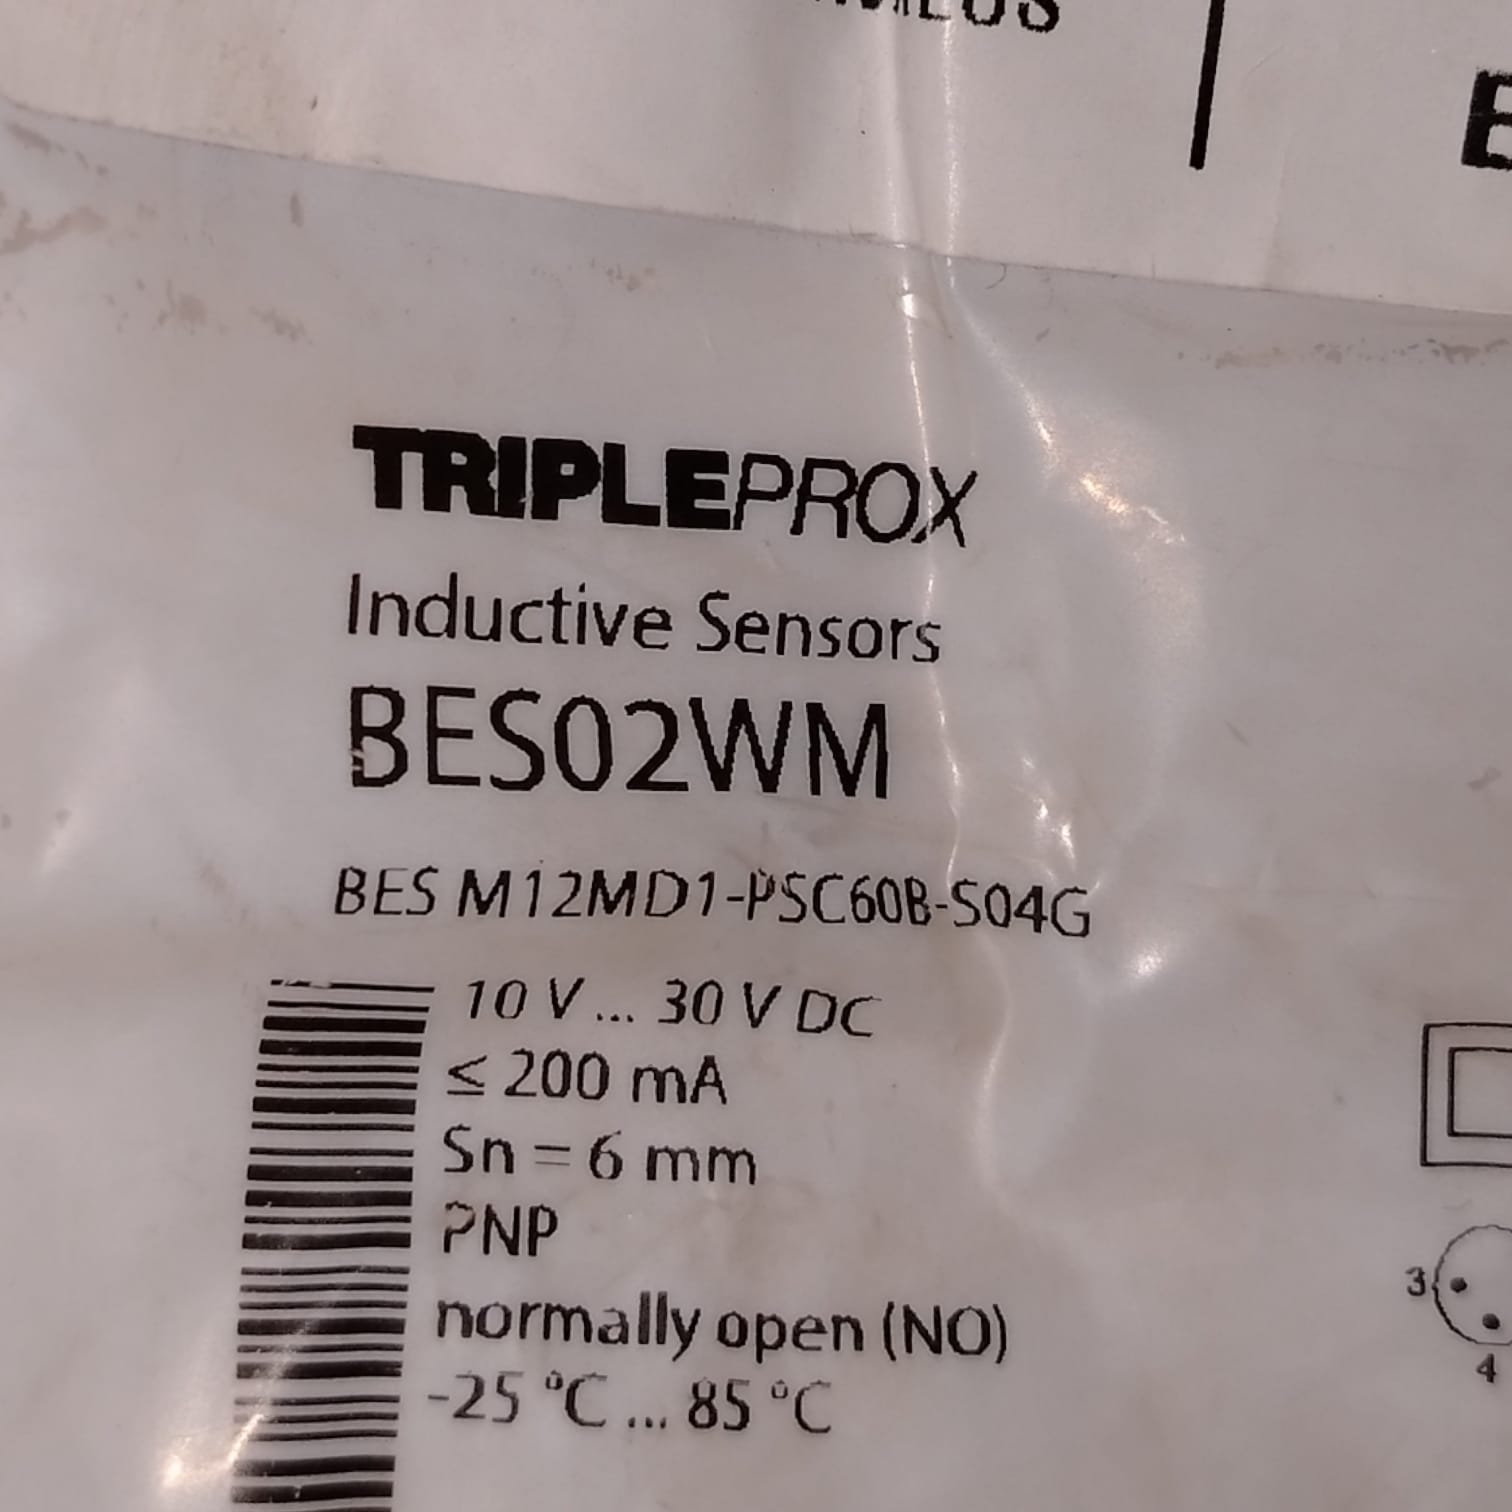 TRIPLEPROX
Inductive Sensors
BES02WM
BES M12MD1-PSC60B-S04G
10 V ... 30 V DC
≤ 200 mA
Sn = 6 mm
PNP
normally open (NO)
-25 °C ... 85 °C
3
4